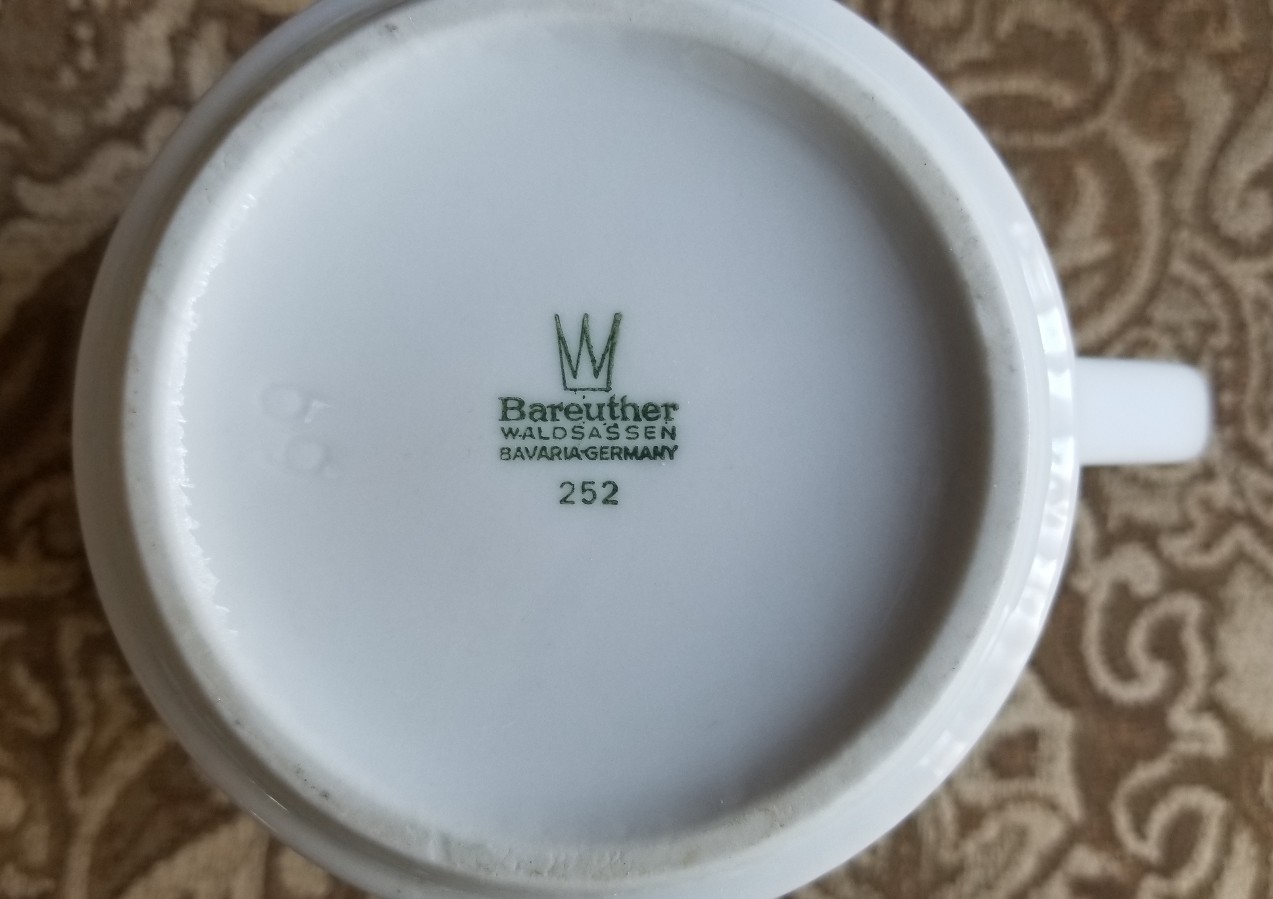 Bareuther
WALDSASSEN
BAVARIA-GERMANY
252